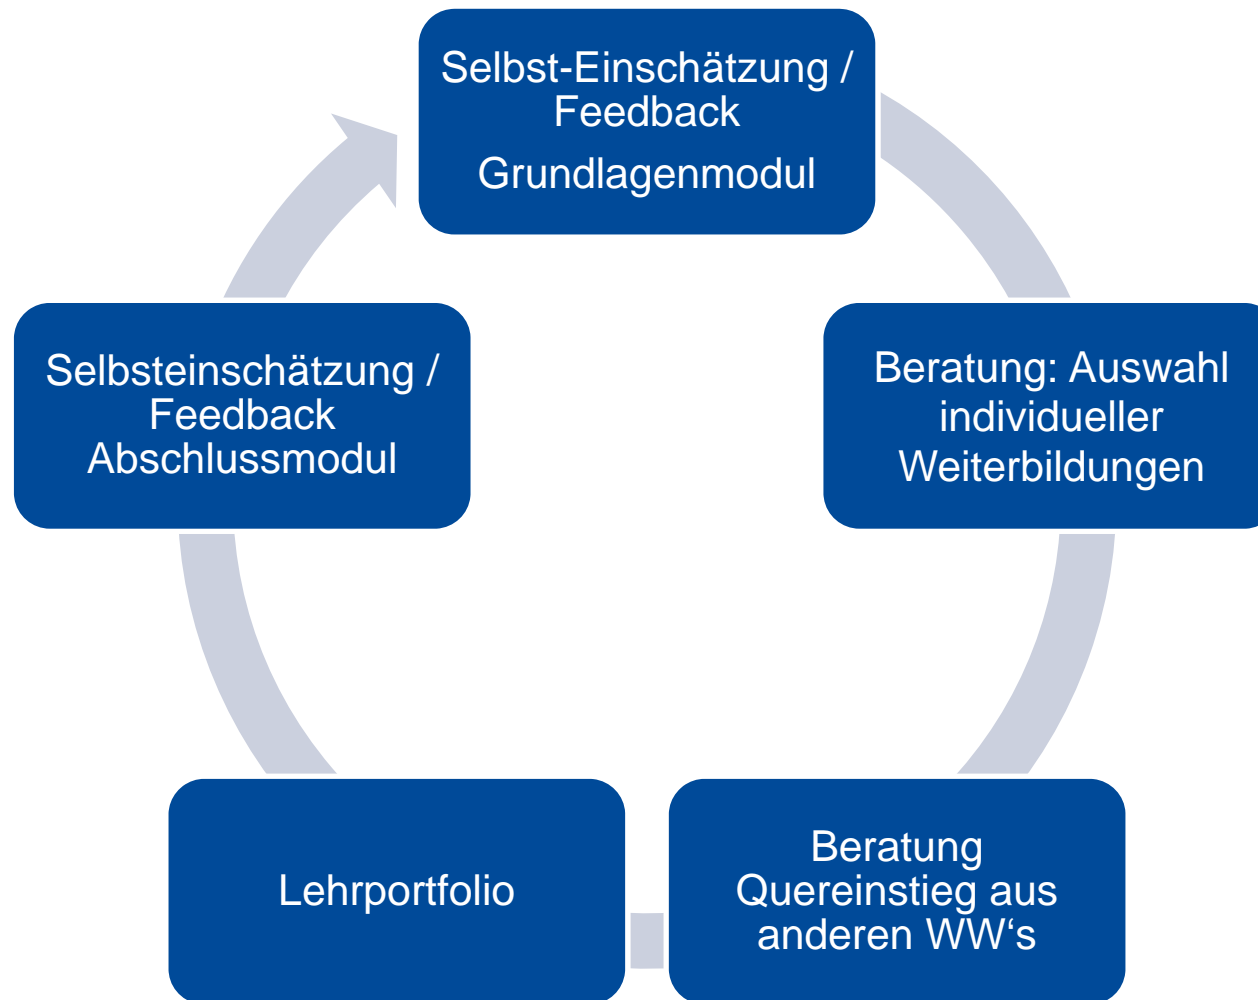 Selbst-Einschätzung /
Feedback
Grundlagenmodul
Beratung: Auswahl
individueller
Weiterbildungen
Beratung
Quereinstieg aus
anderen WW‘s
Lehrportfolio
Selbsteinschätzung /
Feedback
Abschlussmodul